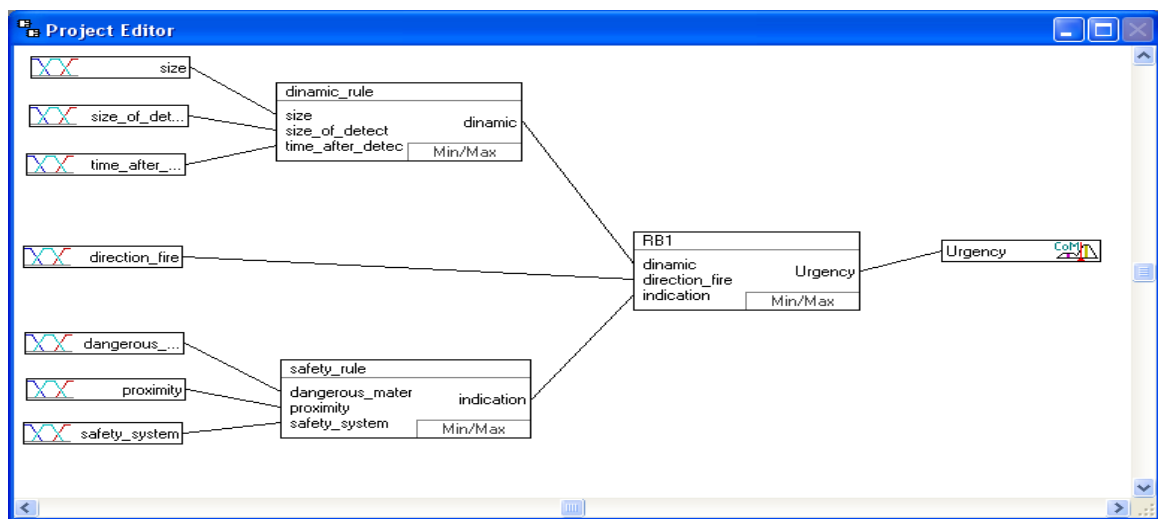 Project Editor
size
size_of_det...
time_after_...
dinamic_rule
size
size_of_detect
time_after_detec
dinamic
Min/Max
direction_fire
RB1
dinamic
direction_fire
indication
Urgency
Min/Max
Urgency
CoM
dangerous_...
proximity
safety_system
safety_rule
dangerous_mater
proximity
safety_system
indication
Min/Max